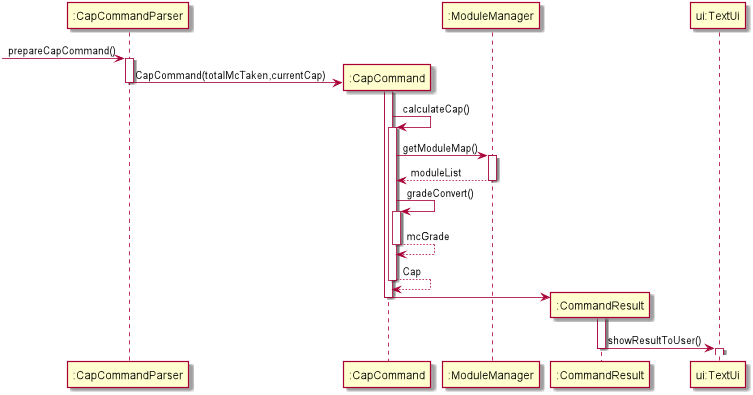 :CapCommandParser
:ModuleManager
ui:TextUi
prepareCapCommand()
CapCommand(totalMcTaken,currentCap)
:CapCommand
calculateCap()
getModuleMap()
moduleList
gradeConvert()
mcGrade
Cap
:CommandResult
showResultToUser()
:CapCommandParser
:CapCommand
:ModuleManager
:CommandResult
ui:TextUi